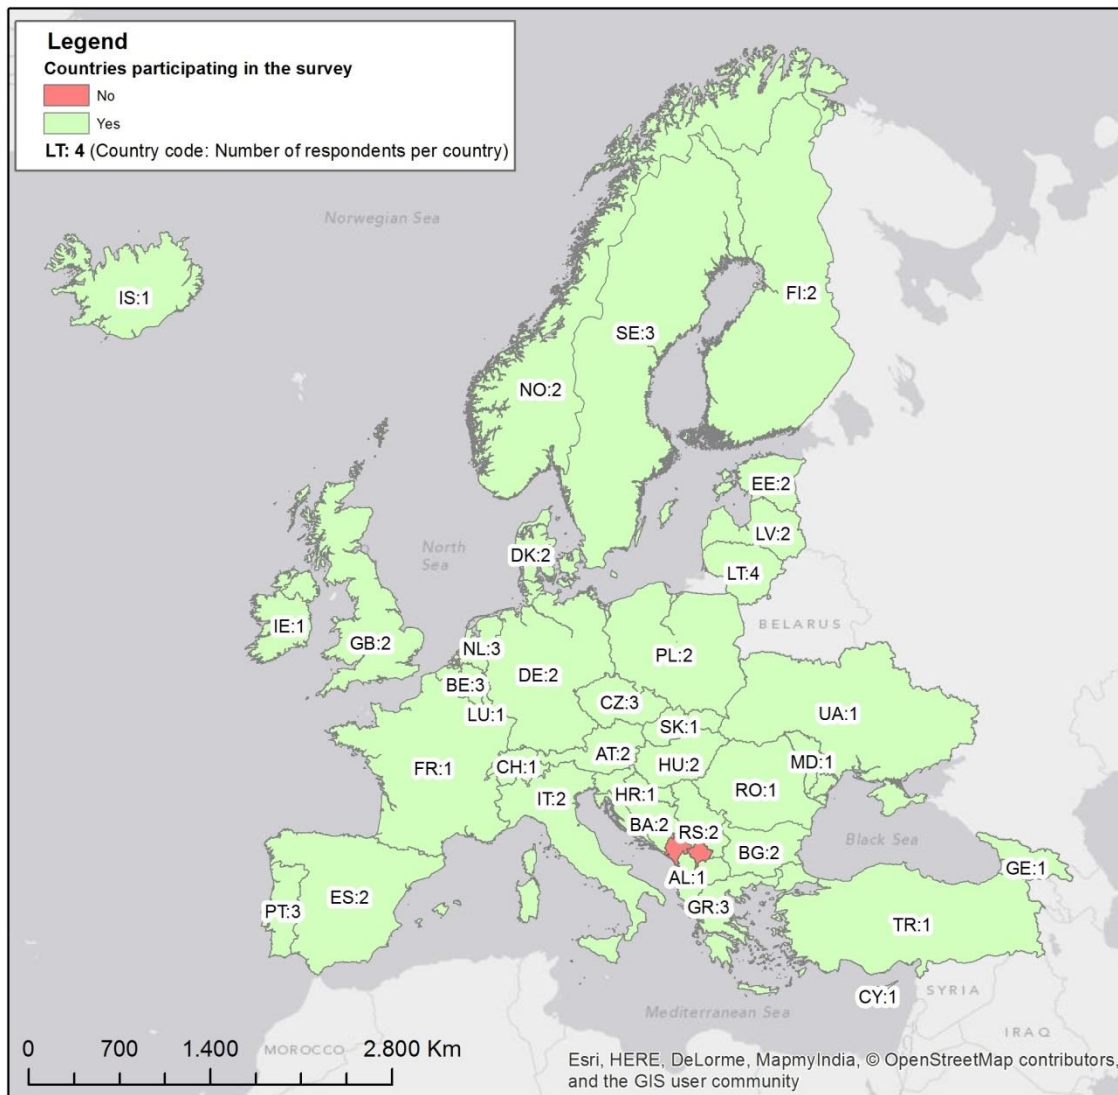 Legend
Countries participating in the survey
No
Yes
LT: 4 (Country code: Number of respondents per country)
Norwegian Sea
IS:1
FI:2
SE:3
NO:2
EE:2
LV:2
North
Sea
DK:2
LT:4
BELARUS
IE:1
GB:2
NL:3
PL:2
DE:2
BE:3
CZ:3
LU:1
UA:1
SK:1
AT:2
FR:1
CH:1
HU:2
MD:1
IT:2
HR:1
RO:1
BA:2
RS:2
Black Sea
BG:2
AL:1
GE:1
PT:3
ES:2
GR:3
TR:1
CY:1
SYRIA
Mediterranean Sea
IRAQ
MOROCCO
0 700 1.400 2.800 Km
Esri, HERE, DeLorme, MapmyIndia, © OpenStreetMap contributors,
and the GIS user community